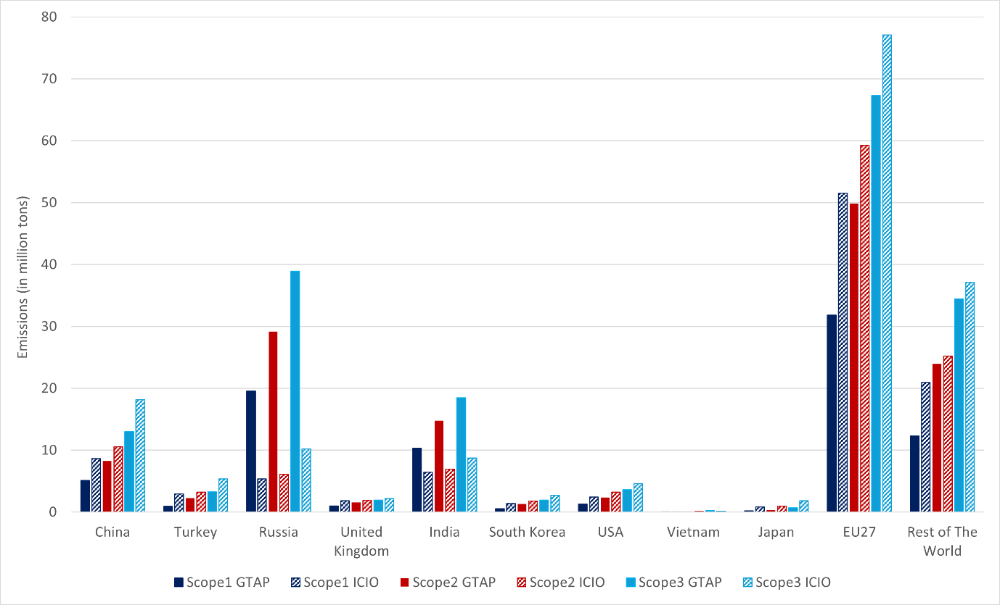 80
70
60
50
40
30
20
10
0
Emissions (in million tons)
China
Turkey
Russia
United
Kingdom
India
South Korea
USA
Vietnam
Japan
EU27
Rest of The
World
Scope1 GTAP
Scope1 ICIO
Scope2 GTAP
Scope2 ICIO
Scope3 GTAP
Scope3 ICIO